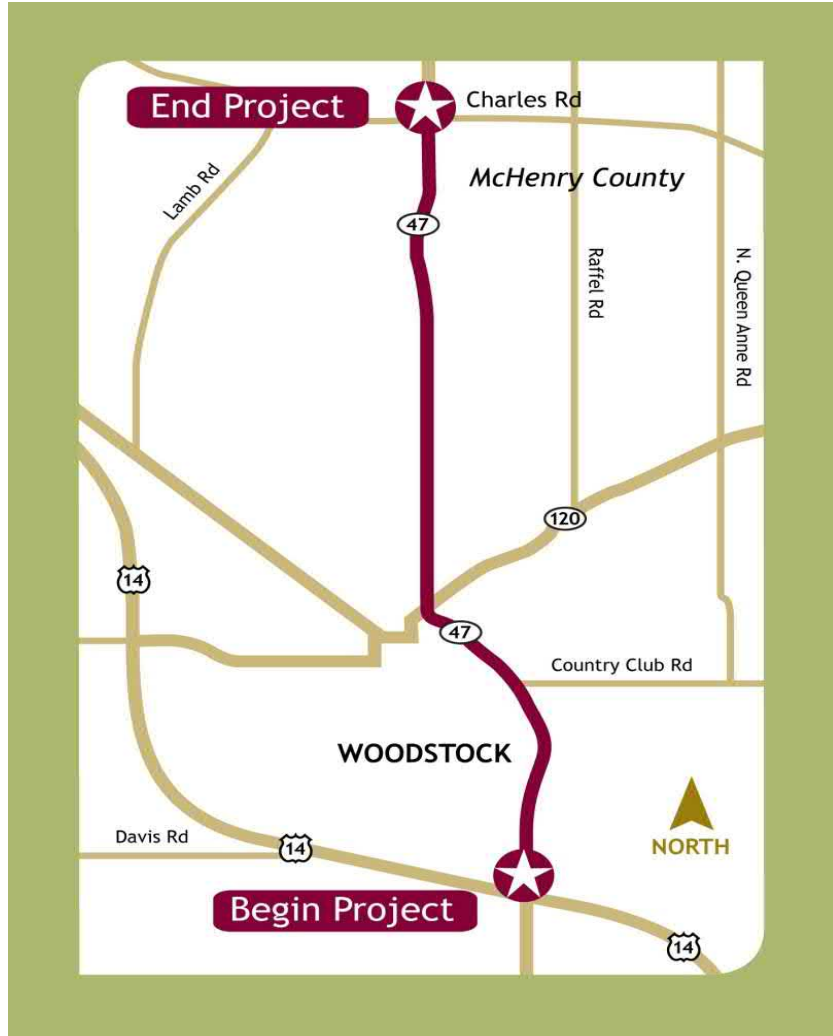 End Project
Charles Rd
McHenry County
Lamb Rd
47
Raffel Rd
N. Queen Anne Rd
120
14
47
Country Club Rd
WOODSTOCK
Davis Rd
14
NORTH
Begin Project
14